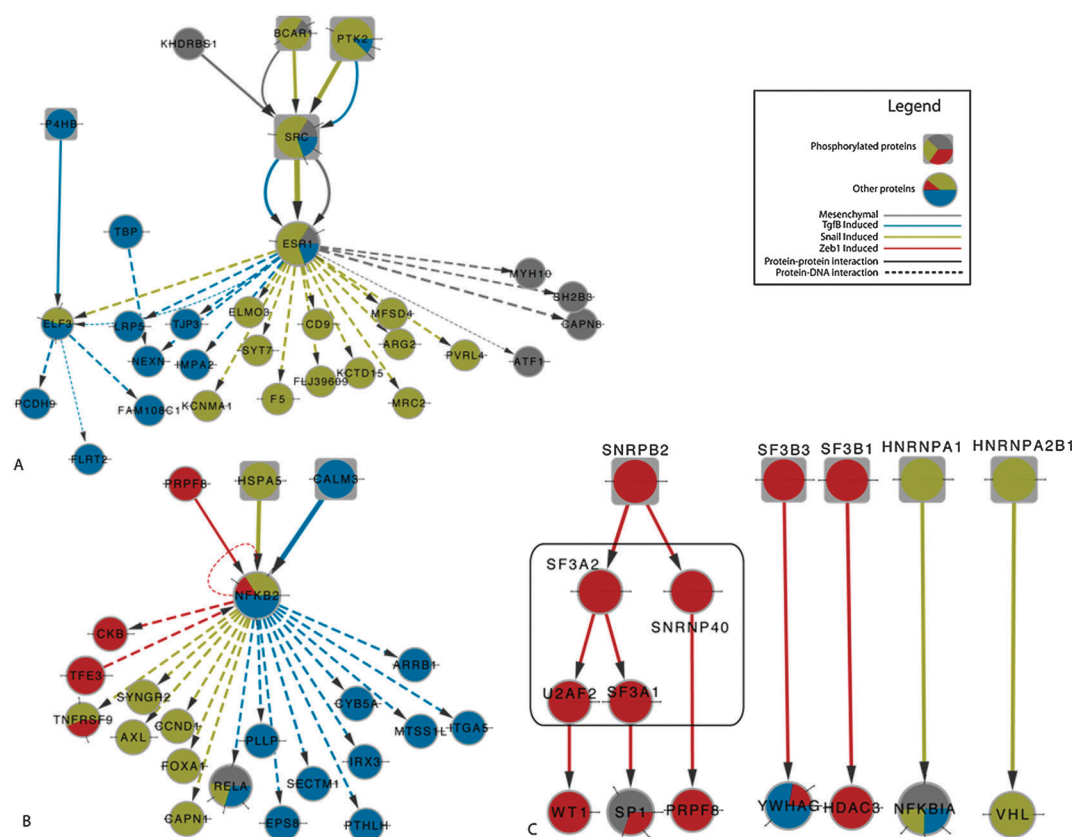 KHDRBS1
BCAR1
PTK2
P4HB
SRC
TBP
ESR1
MYH10
SH2B3
CAPN8
ELF3
LRP5
TJP3
ELMO3
CD9
MFSD4
ARG2
NEXN
IMPA2
SYT7
PVRL4
ATF1
KCTD15
FLJ39609
PCDH9
FAM108C1
KCNMA1
F5
MRC2
FLRT2
A
Legend
Phosphorylated proteins
Other proteins
Mesenchymal
TgfB Induced
Snail Induced
Zeb1 Induced
Protein-protein interaction
Protein-DNA interaction
PRPF8
HSPA5
CALM3
NFKB2
CKB
TFE3
TNFRSF9
SYNGR2
AXL
CCND1
FOXA1
CAPN1
RELA
PLLP
EPS8
SECTM1
PTHLH
IRX3
CYB5A
MTSS1L
ITGA5
ARRB1
B
SNRPB2
SF3B3
SF3B1
HNRNPA1
HNRNPA2B1
SF3A2
SNRNP40
U2AF2
SF3A1
WT1
SP1
PRPF8
YWHAG
HDAC3
NFKBIA
VHL
C